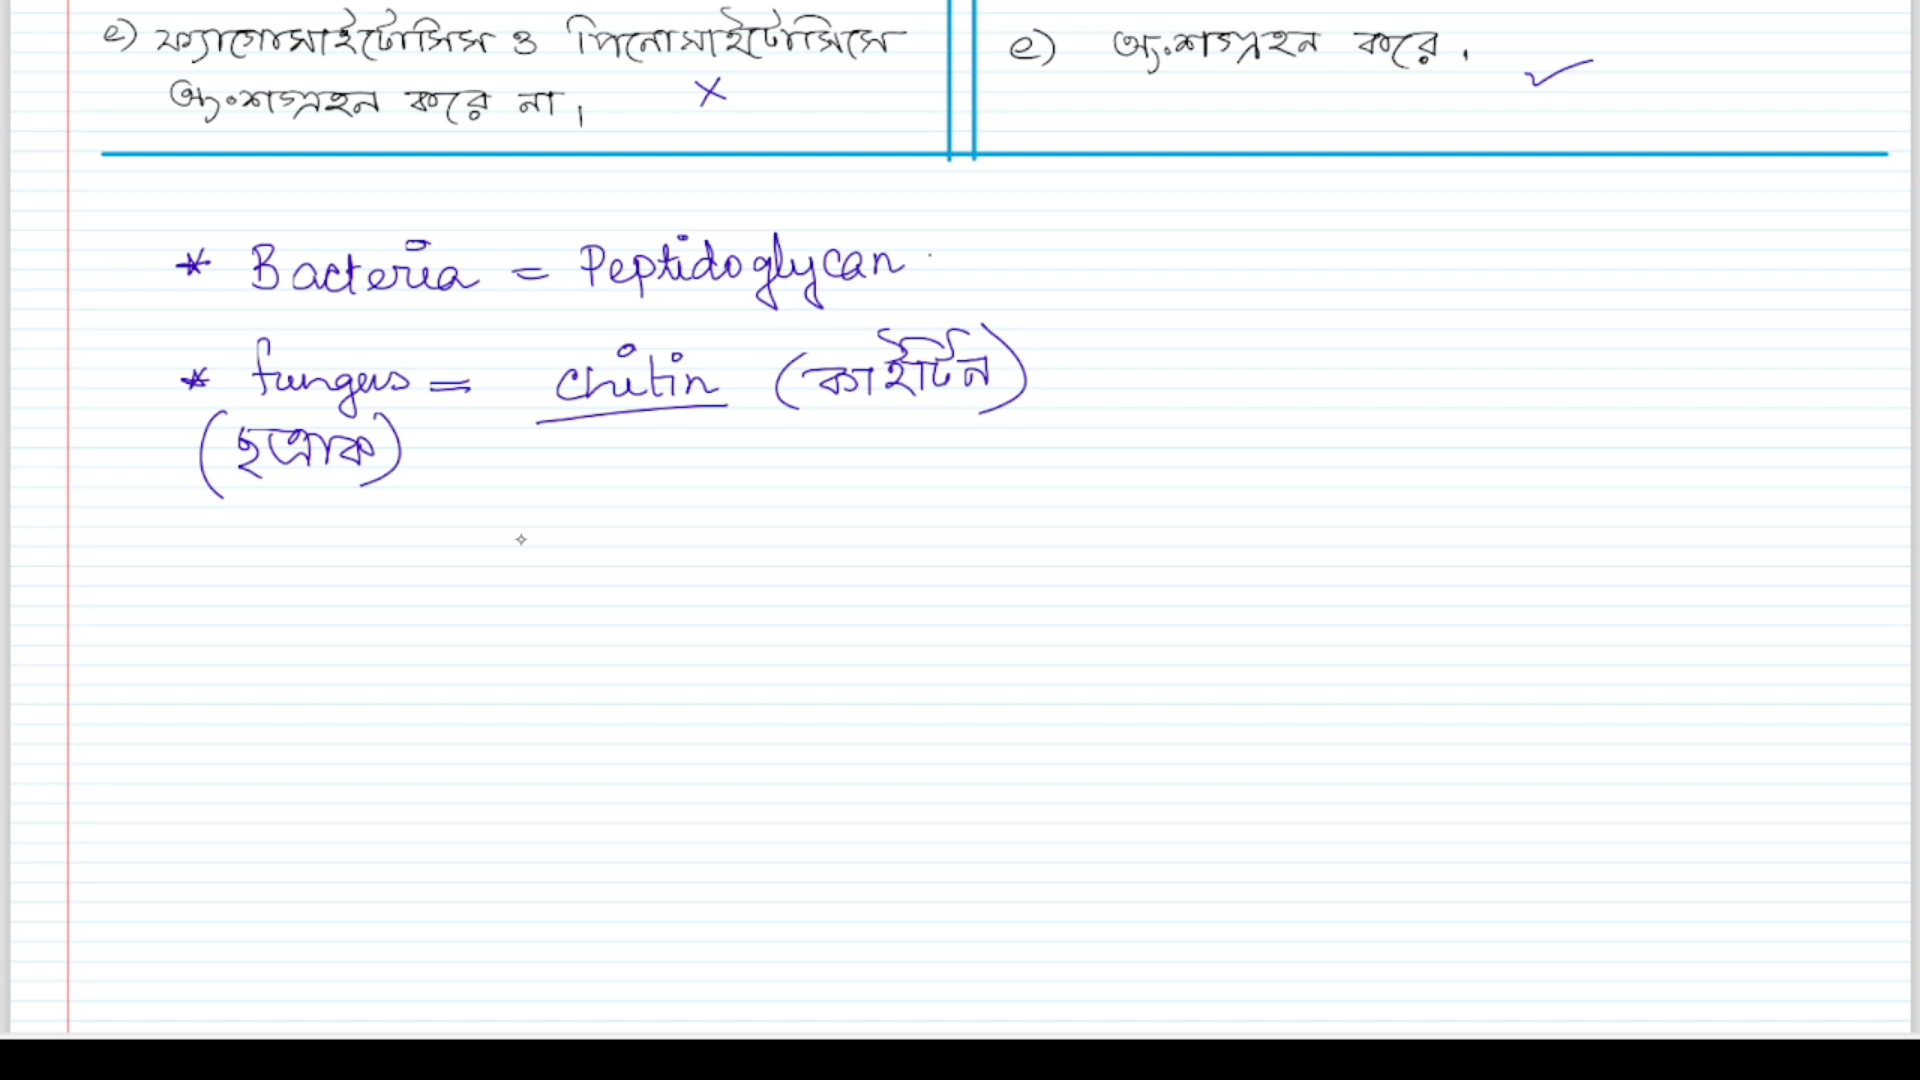 e) ফ্যাগোসাইটোসিস ও পিনোসাইটোসিসে
অংশগ্রহন করে না।
e) অংশগ্রহন করে।
* Bacteria = Peptidoglycan
* fungus = chitin (কাইটিন)
(ছত্রাক)